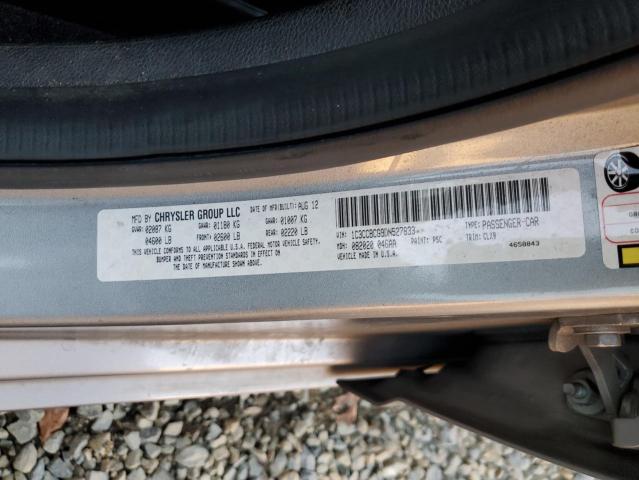 MFD BY CHRYSLER GROUP LLC DATE OF MFR(BUILT): AUG 12
GVWR: 02087 KG GAWR: 01180 KG GAWR: 01007 KG
04600 LB FRONT: 02600 LB REAR: 02220 LB
THIS VEHICLE CONFORMS TO ALL APPLICABLE U.S.A. FEDERAL MOTOR VEHICLE SAFETY,
BUMPER AND THEFT PREVENTION STANDARDS IN EFFECT ON
THE DATE OF MANUFACTURE SHOWN ABOVE.
VIN: 1C3CCBCG9DN527833 TYPE: PASSENGER-CAR
MDH: 082020 046AA PAINT: PSC TRIM: CLX9
VEHICLE MADE IN U.S.A. 4658843